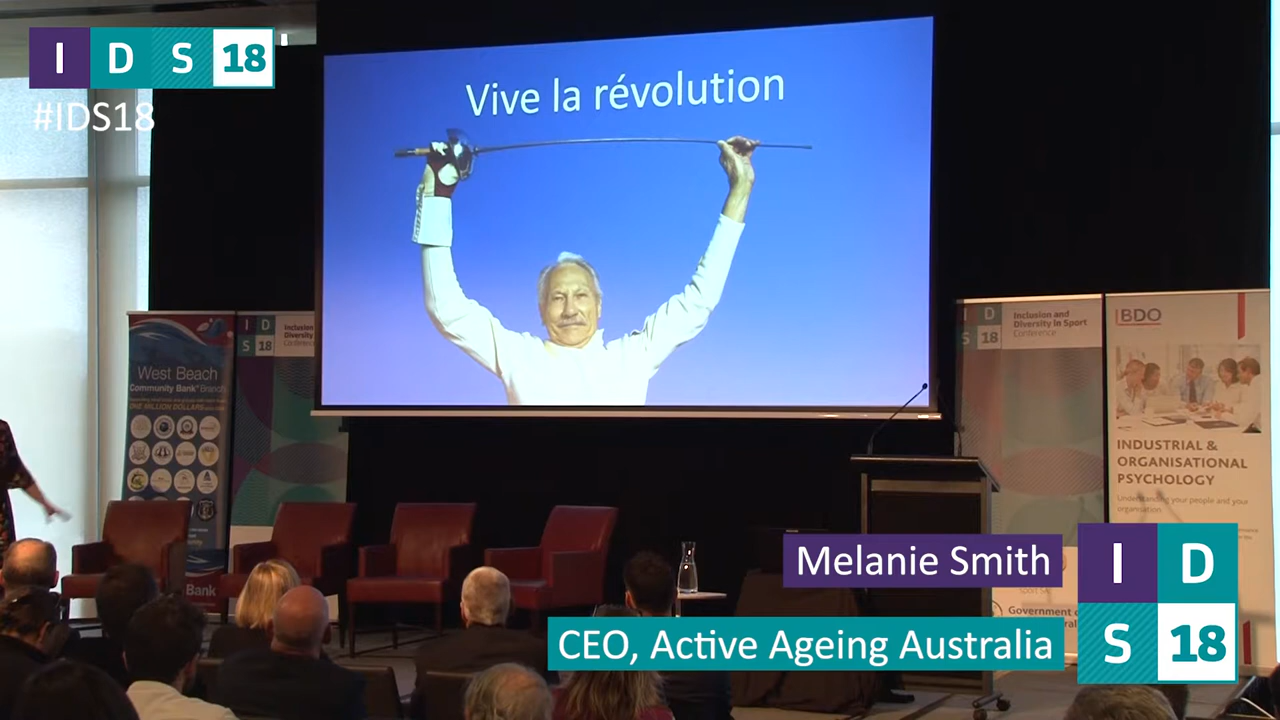 I D S 18
#IDS18
Vive la révolution
West Beach
Community Bank® Branch
ONE MILLION DOLLARS
Bank
I D
S 18
Inclusion
Diversity
Conference
I D
S 18
Inclusion and
Diversity in Sport
Conference
BDO
INDUSTRIAL &
ORGANISATIONAL
PSYCHOLOGY
Understanding your people and your
organisation
Government
Melanie Smith
CEO, Active Ageing Australia
I D
S 18